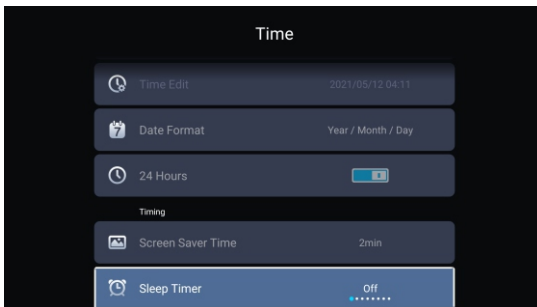 Time
Time Edit 2021/05/12 04:11
7 Date Format Year / Month / Day
24 Hours
Timing
Screen Saver Time 2min
Sleep Timer Off